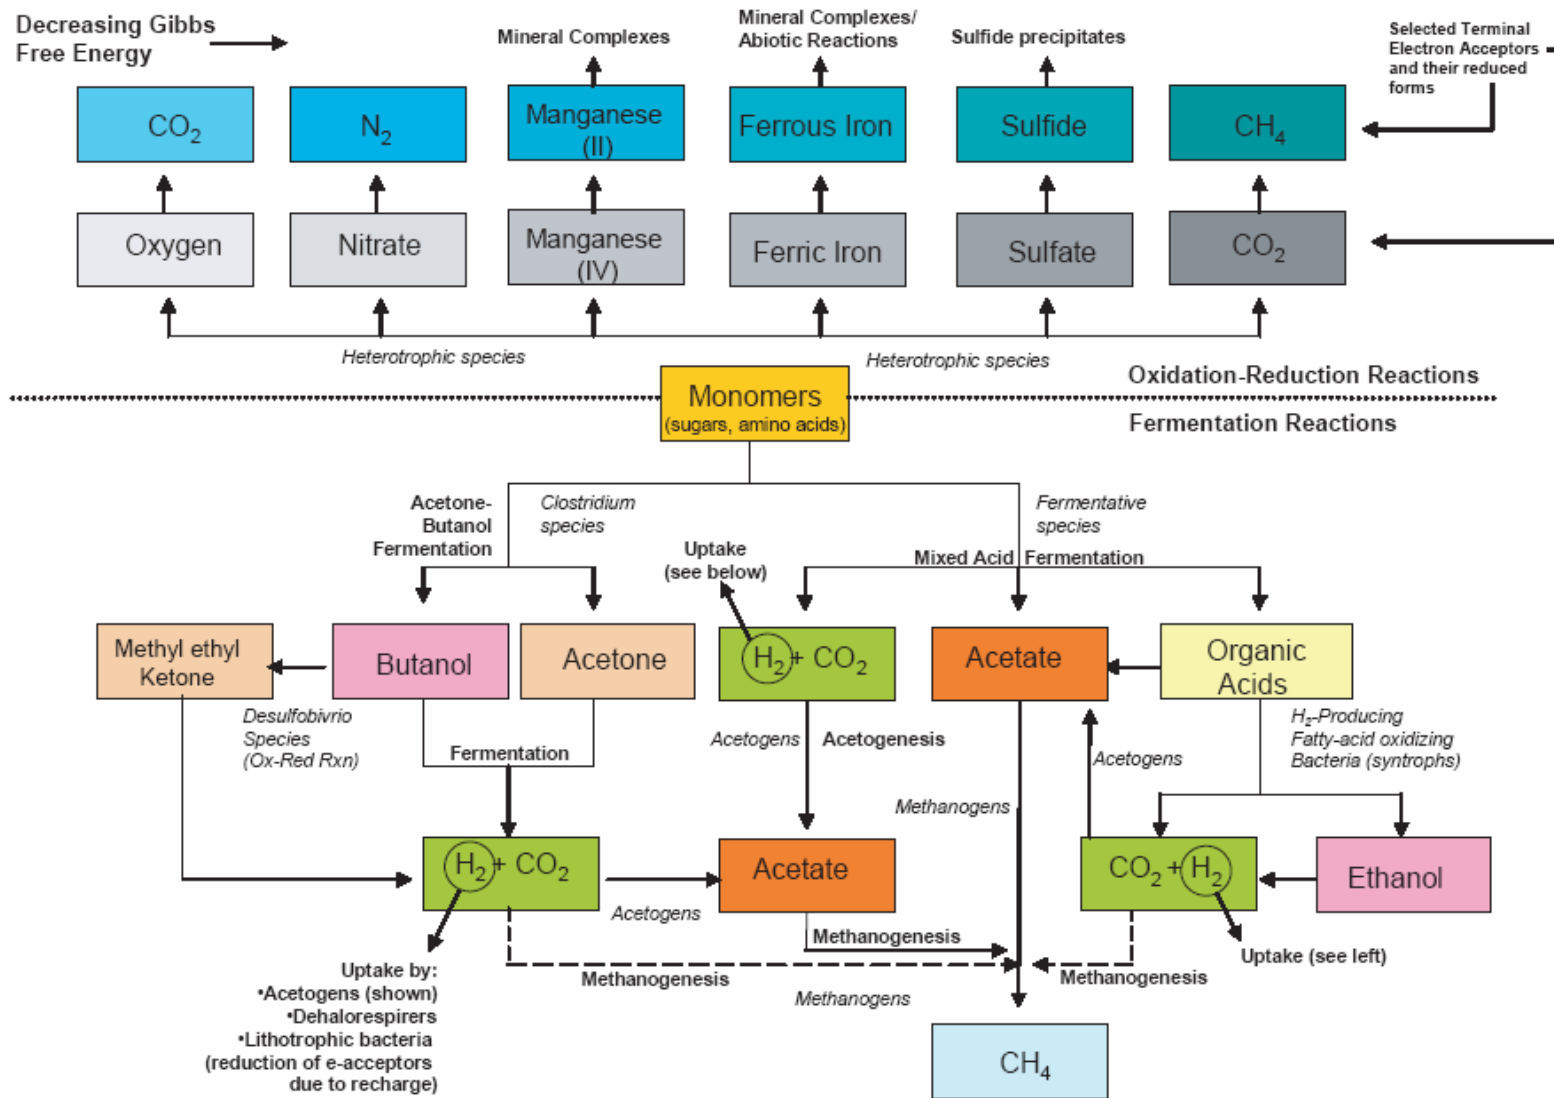 Decreasing Gibbs
Free Energy
Mineral Complexes
Mineral Complexes/
Abiotic Reactions
Sulfide precipitates
Selected Terminal
Electron Acceptors
and their reduced
forms
CO2
N2
Manganese
(II)
Ferrous Iron
Sulfide
CH4
Oxygen
Nitrate
Manganese
(IV)
Ferric Iron
Sulfate
CO2
Heterotrophic species
Heterotrophic species
Monomers
(sugars, amino acids)
Oxidation-Reduction Reactions
Fermentation Reactions
Acetone-
Butanol
Fermentation
Clostridium
species
Uptake
(see below)
Fermentative
species
Mixed Acid Fermentation
Methyl ethyl
Ketone
Butanol
Acetone
H2 + CO2
Acetate
Organic
Acids
Desulfobivrio
Species
(Ox-Red Rxn)
Fermentation
Acetogens
Acetogenesis
Methanogens
Acetogens
H2-Producing
Fatty-acid oxidizing
Bacteria (syntrophs)
H2 + CO2
Acetogens
Acetate
CO2 + H2
Ethanol
Methanogenesis
Methanogenesis
Methanogens
Methanogenesis
Uptake (see left)
Uptake by:
•Acetogens (shown)
•Dehalorespirers
•Lithotrophic bacteria
(reduction of e-acceptors
due to recharge)
CH4